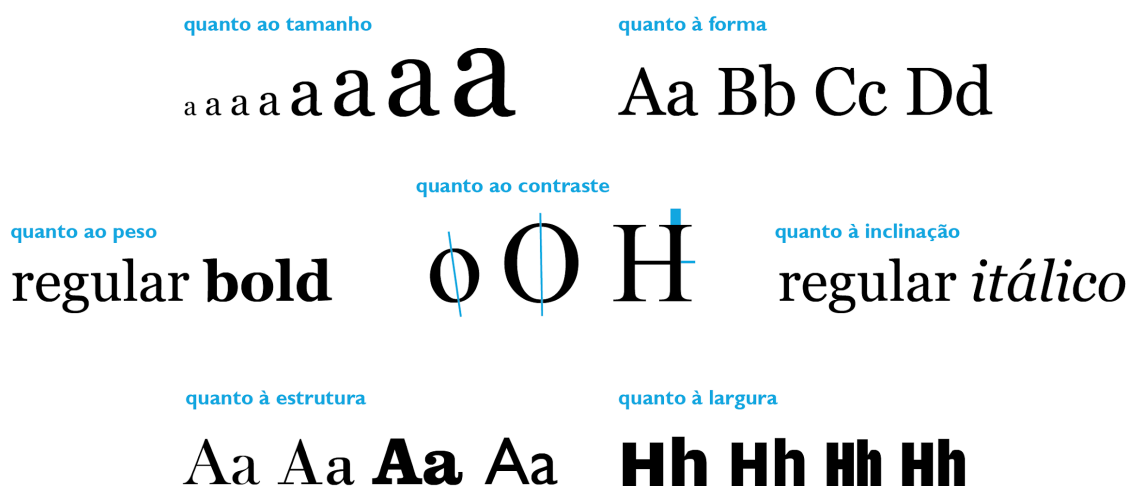 quanto ao tamanho
a a a a a a a a
quanto à forma
Aa Bb Cc Dd
quanto ao peso
regular bold
quanto ao contraste
o O H
quanto à inclinação
regular itálico
quanto à estrutura
Aa Aa Aa Aa
quanto à largura
Hh Hh Hh Hh